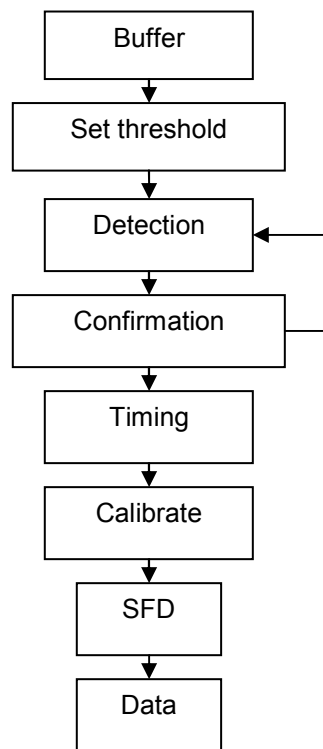 Buffer
Set threshold
Detection
Confirmation
Timing
Calibrate
SFD
Data